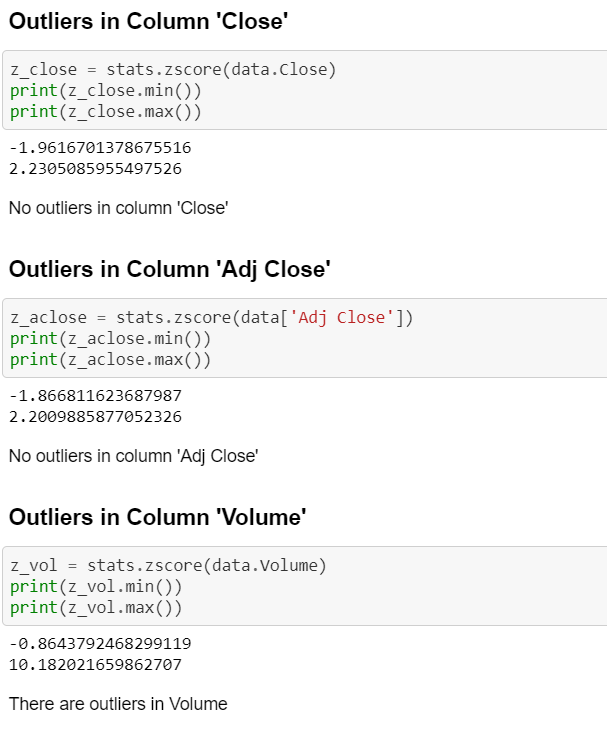 Outliers in Column 'Close'
z_close = stats.zscore(data.Close)
print(z_close.min())
print(z_close.max())
-1.9616701378675516
2.2305085955497526
No outliers in column 'Close'
Outliers in Column 'Adj Close'
z_aclose = stats.zscore(data['Adj Close'])
print(z_aclose.min())
print(z_aclose.max())
-1.866811623687987
2.2009885877052326
No outliers in column 'Adj Close'
Outliers in Column 'Volume'
z_vol = stats.zscore(data.Volume)
print(z_vol.min())
print(z_vol.max())
-0.8643792468299119
10.182021659862707
There are outliers in Volume